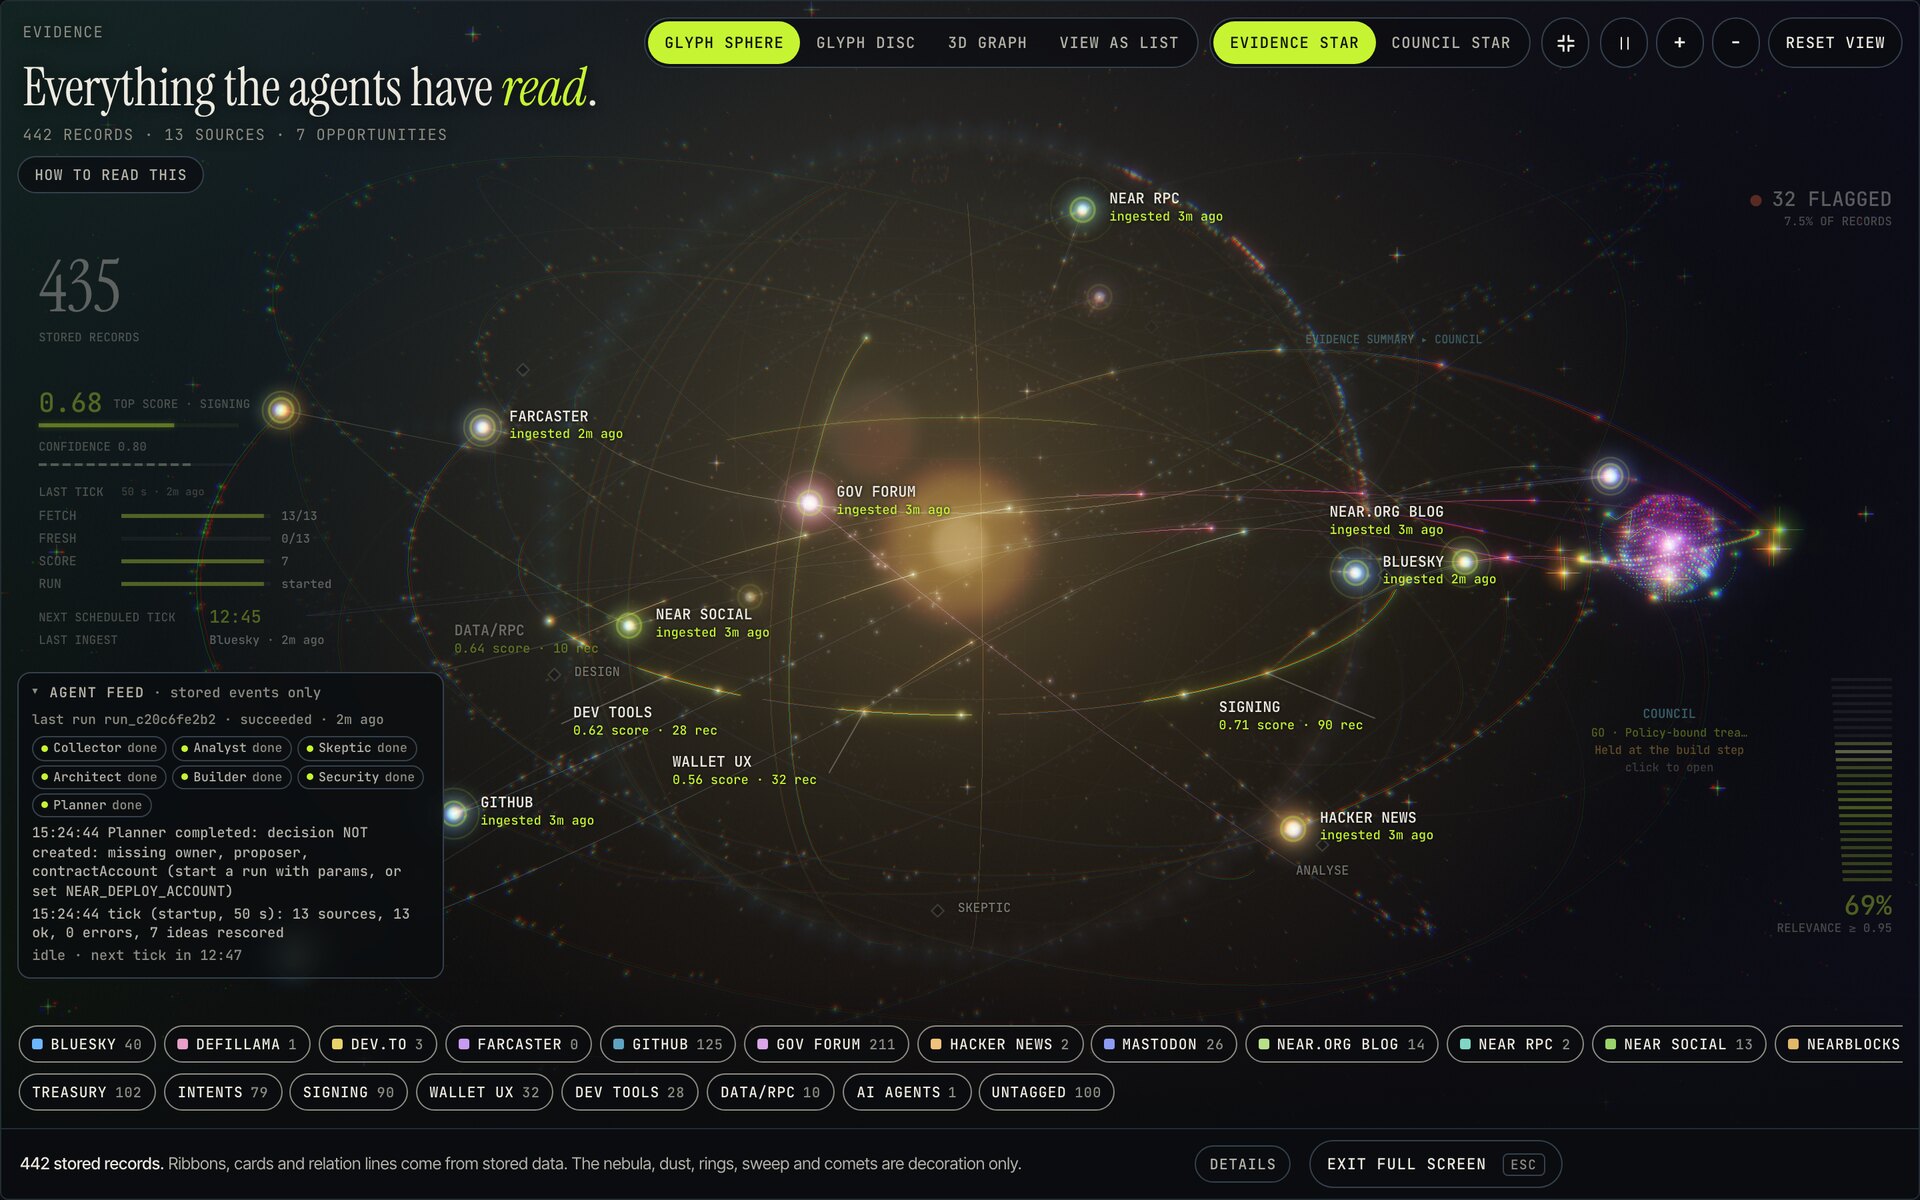 EVIDENCE
Everything the agents have read.
442 RECORDS · 13 SOURCES · 7 OPPORTUNITIES
HOW TO READ THIS
GLYPH SPHERE
GLYPH DISC
3D GRAPH
VIEW AS LIST
EVIDENCE STAR
COUNCIL STAR
+
-
RESET VIEW
32 FLAGGED
7.5% OF RECORDS
435
STORED RECORDS
0.68 TOP SCORE · SIGNING
CONFIDENCE 0.80
LAST TICK 50 s · 2m ago
FETCH 13/13
FRESH 0/13
SCORE 7
RUN started
NEXT SCHEDULED TICK 12:45
LAST INGEST Bluesky · 2m ago
NEAR RPC
ingested 3m ago
EVIDENCE SUMMARY ▸ COUNCIL
FARCASTER
ingested 2m ago
GOV FORUM
ingested 3m ago
NEAR.ORG BLOG
ingested 3m ago
BLUESKY
ingested 2m ago
NEAR SOCIAL
ingested 3m ago
DATA/RPC
0.64 score · 10 rec
DESIGN
DEV TOOLS
0.62 score · 28 rec
SIGNING
0.71 score · 90 rec
WALLET UX
0.56 score · 32 rec
GITHUB
ingested 3m ago
HACKER NEWS
ingested 3m ago
ANALYSE
SKEPTIC
COUNCIL
GO · Policy-bound trea…
Held at the build step
click to open
69%
RELEVANCE ≥ 0.95
▾ AGENT FEED · stored events only
last run run_c20c6fe2b2 · succeeded · 2m ago
Collector done
Analyst done
Skeptic done
Architect done
Builder done
Security done
Planner done
15:24:44 Planner completed: decision NOT
created: missing owner, proposer,
contractAccount (start a run with params, or
set NEAR_DEPLOY_ACCOUNT)
15:24:44 tick (startup, 50 s): 13 sources, 13
ok, 0 errors, 7 ideas rescored
idle · next tick in 12:47
BLUESKY 40
DEFILLAMA 1
DEV.TO 3
FARCASTER 0
GITHUB 125
GOV FORUM 211
HACKER NEWS 2
MASTODON 26
NEAR.ORG BLOG 14
NEAR RPC 2
NEAR SOCIAL 13
NEARBLOCKS
TREASURY 102
INTENTS 79
SIGNING 90
WALLET UX 32
DEV TOOLS 28
DATA/RPC 10
AI AGENTS 1
UNTAGGED 100
442 stored records. Ribbons, cards and relation lines come from stored data. The nebula, dust, rings, sweep and comets are decoration only.
DETAILS
EXIT FULL SCREEN ESC